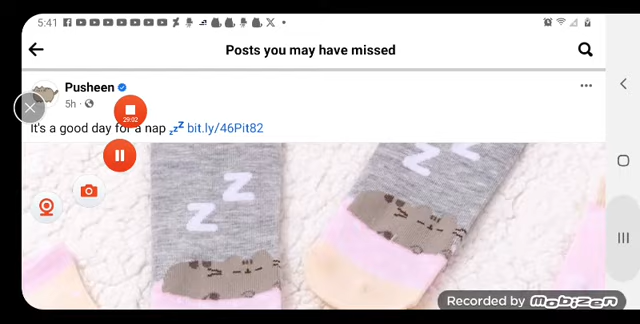 5:41
Posts you may have missed
Pusheen
5h ·
29:02
It's a good day for a nap 💤 bit.ly/46Pit82
Z Z
Z Z
Recorded by MOBIZEN